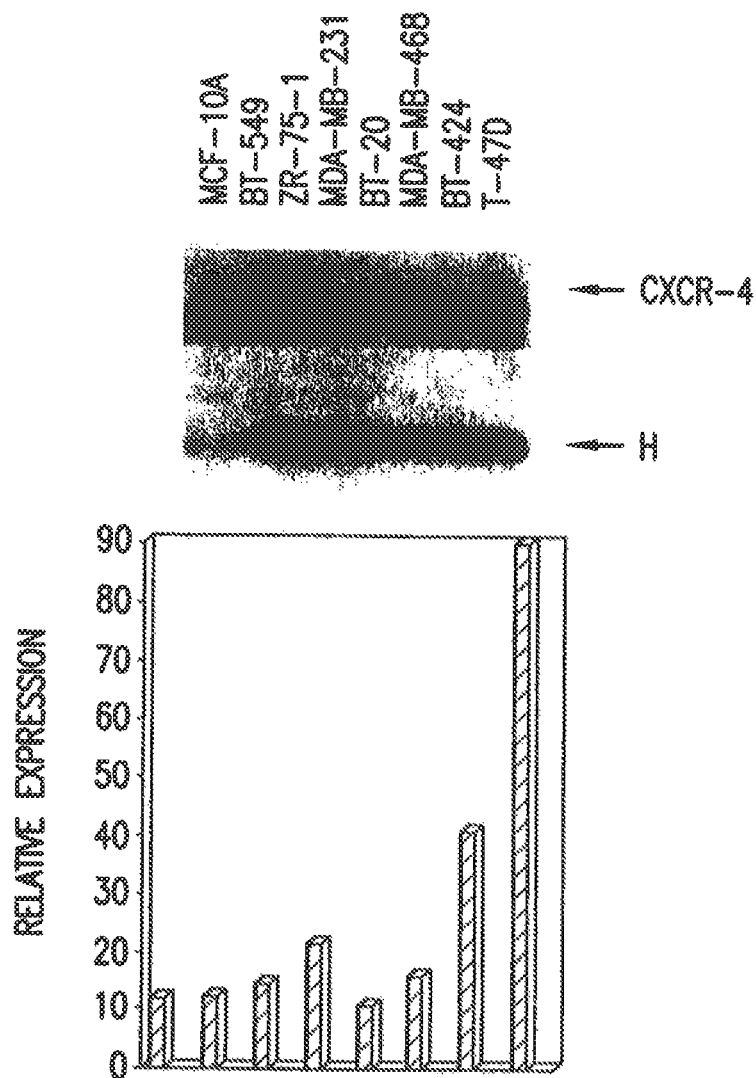 MCF-10A
BT-549
ZR-75-1
MDA-MB-231
BT-20
MDA-MB-468
BT-424
T-47D
CXCR-4
H
RELATIVE EXPRESSION
90
80
70
60
50
40
30
20
10
0